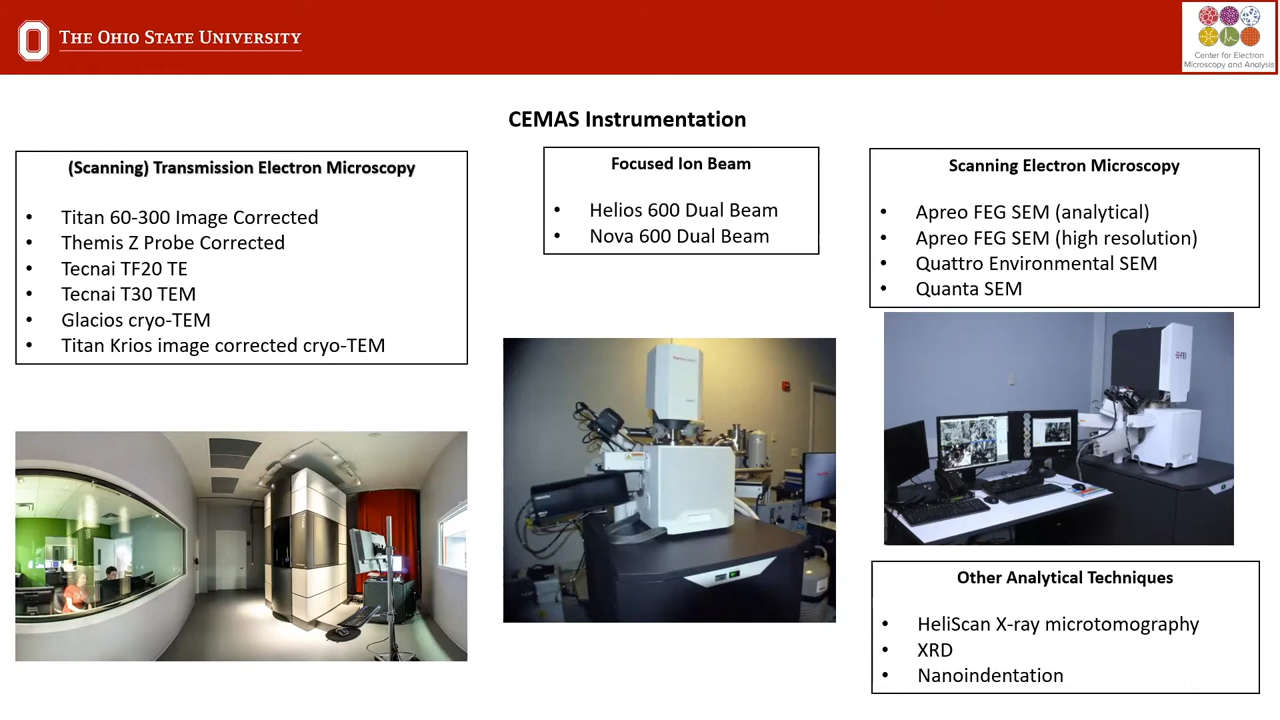 THE OHIO STATE UNIVERSITY
Center for Electron
Microscopy and Analysis
CEMAS Instrumentation
(Scanning) Transmission Electron Microscopy
• Titan 60-300 Image Corrected
• Themis Z Probe Corrected
• Tecnai TF20 TE
• Tecnai T30 TEM
• Glacios cryo-TEM
• Titan Krios image corrected cryo-TEM
Focused Ion Beam
• Helios 600 Dual Beam
• Nova 600 Dual Beam
Scanning Electron Microscopy
• Apreo FEG SEM (analytical)
• Apreo FEG SEM (high resolution)
• Quattro Environmental SEM
• Quanta SEM
FEI
Other Analytical Techniques
• HeliScan X-ray microtomography
• XRD
• Nanoindentation